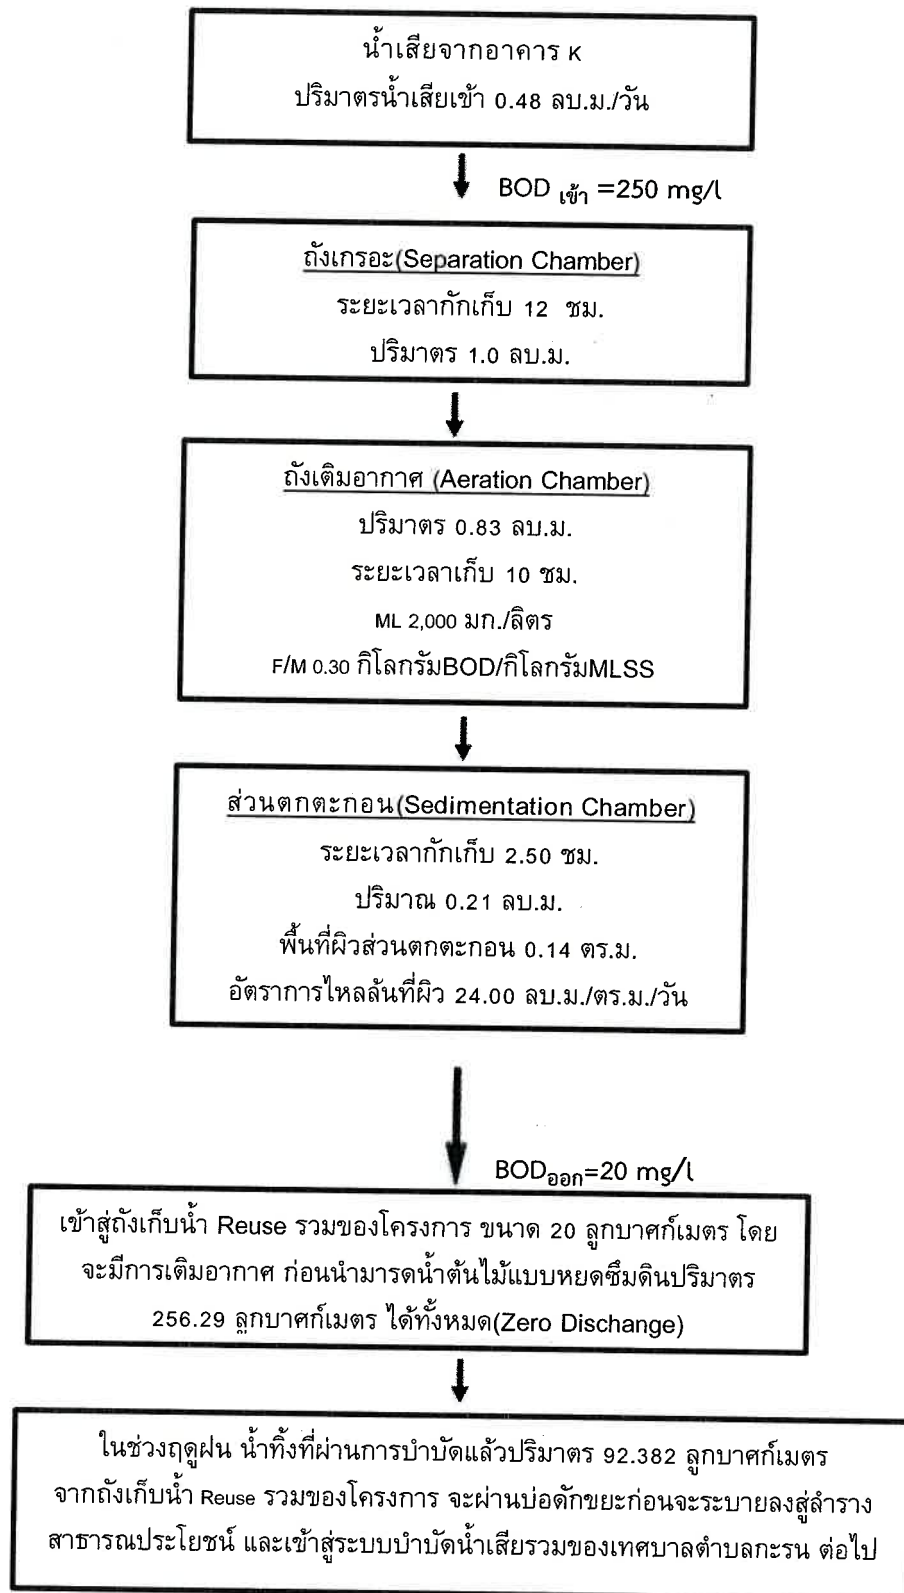 น้ำเสียจากอาคาร K
ปริมาตรน้ำเสียเข้า 0.48 ลบ.ม./วัน
BOD เข้า =250 mg/l
ถังเกรอะ(Separation Chamber)
ระยะเวลากักเก็บ 12 ชม.
ปริมาตร 1.0 ลบ.ม.
ถังเติมอากาศ (Aeration Chamber)
ปริมาตร 0.83 ลบ.ม.
ระยะเวลาเก็บ 10 ชม.
ML 2,000 มก./ลิตร
F/M 0.30 กิโลกรัมBOD/กิโลกรัมMLSS
ส่วนตกตะกอน(Sedimentation Chamber)
ระยะเวลากักเก็บ 2.50 ชม.
ปริมาณ 0.21 ลบ.ม.
พื้นที่ผิวส่วนตกตะกอน 0.14 ตร.ม.
อัตราการไหลล้นที่ผิว 24.00 ลบ.ม./ตร.ม./วัน
BODออก=20 mg/l
เข้าสู่ถังเก็บน้ำ Reuse รวมของโครงการ ขนาด 20 ลูกบาศก์เมตร โดย
จะมีการเติมอากาศ ก่อนนำมารดน้ำต้นไม้แบบหยดซึมดินปริมาตร
256.29 ลูกบาศก์เมตร ได้ทั้งหมด(Zero Dischange)
ในช่วงฤดูฝน น้ำทิ้งที่ผ่านการบำบัดแล้วปริมาตร 92.382 ลูกบาศก์เมตร
จากถังเก็บน้ำ Reuse รวมของโครงการ จะผ่านบ่อดักขยะก่อนจะระบายลงสู่ลำราง
สาธารณประโยชน์ และเข้าสู่ระบบบำบัดน้ำเสียรวมของเทศบาลตำบลกะรน ต่อไป